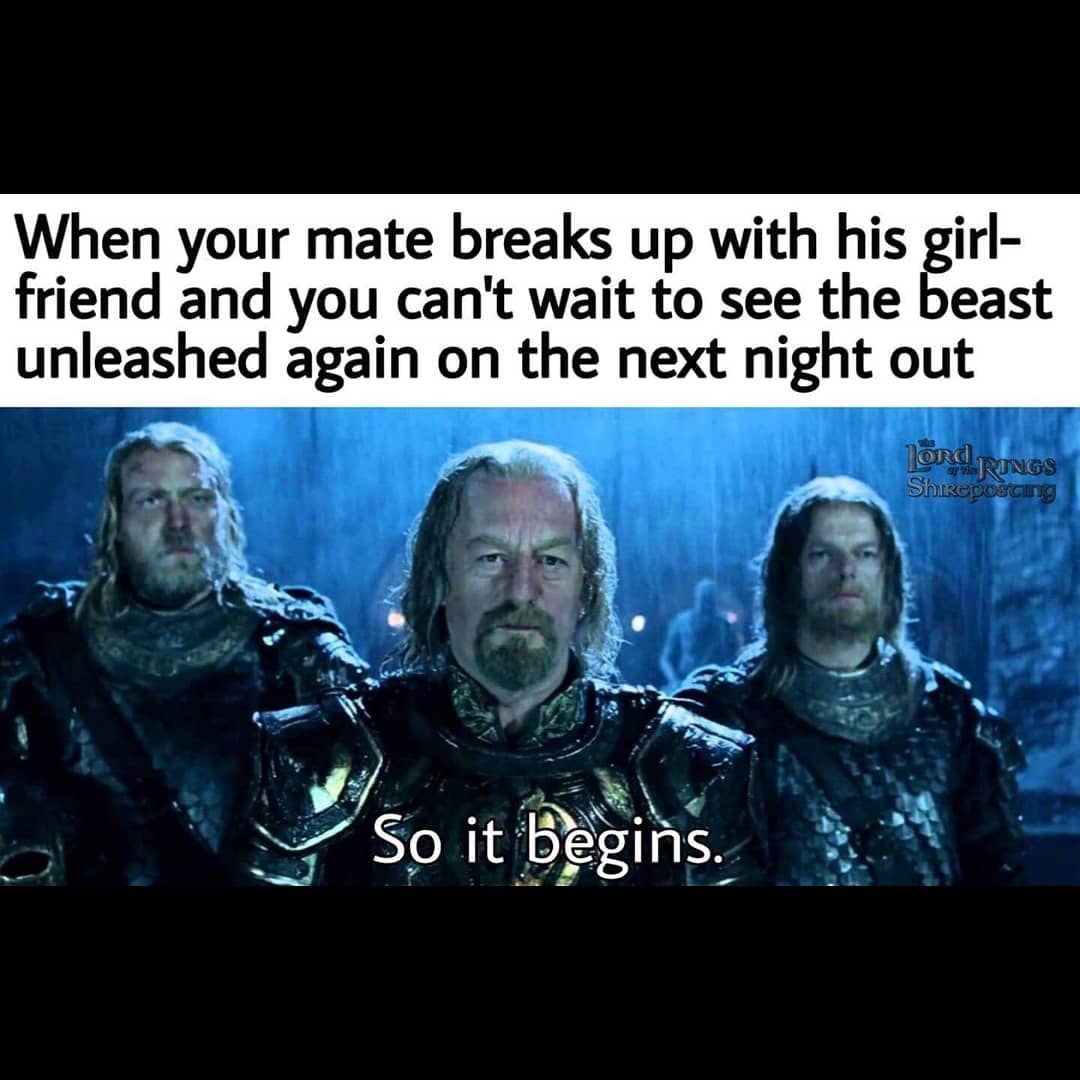 When your mate breaks up with his girl-
friend and you can't wait to see the beast
unleashed again on the next night out
the
Lord of the Rings
Shireposting
So it begins.